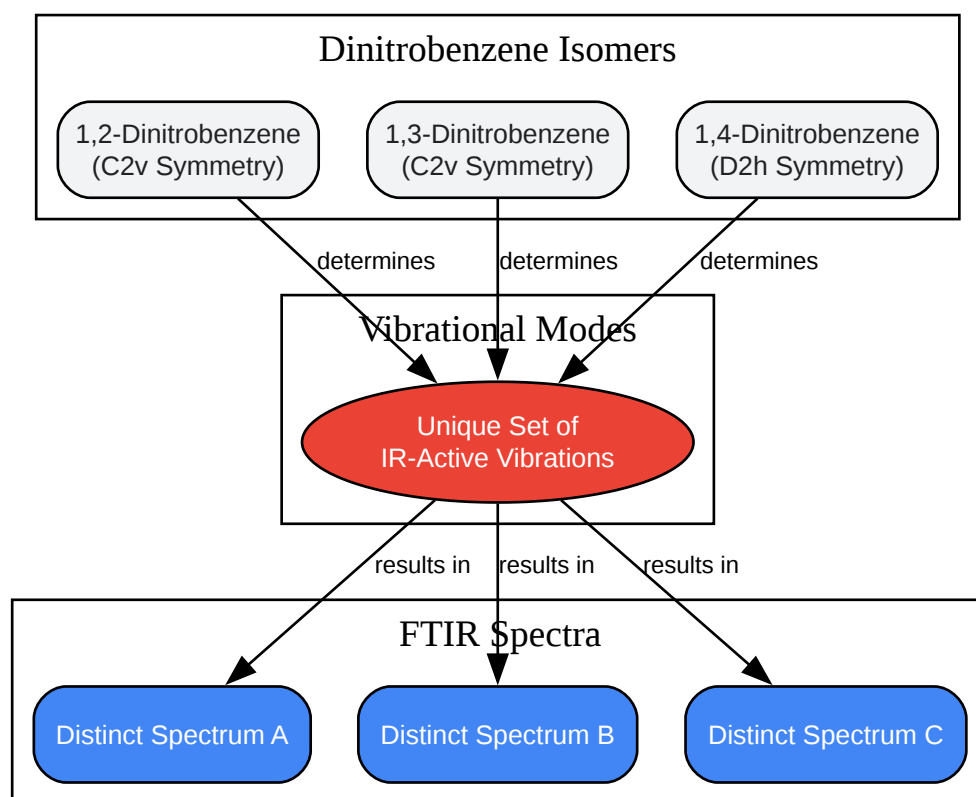 Dinitrobenzene Isomers
1,2-Dinitrobenzene
(C2v Symmetry)
1,3-Dinitrobenzene
(C2v Symmetry)
1,4-Dinitrobenzene
(D2h Symmetry)
determines
determines
determines
Vibrational Modes
Unique Set of
IR-Active Vibrations
results in
results in
results in
FTIR Spectra
Distinct Spectrum A
Distinct Spectrum B
Distinct Spectrum C